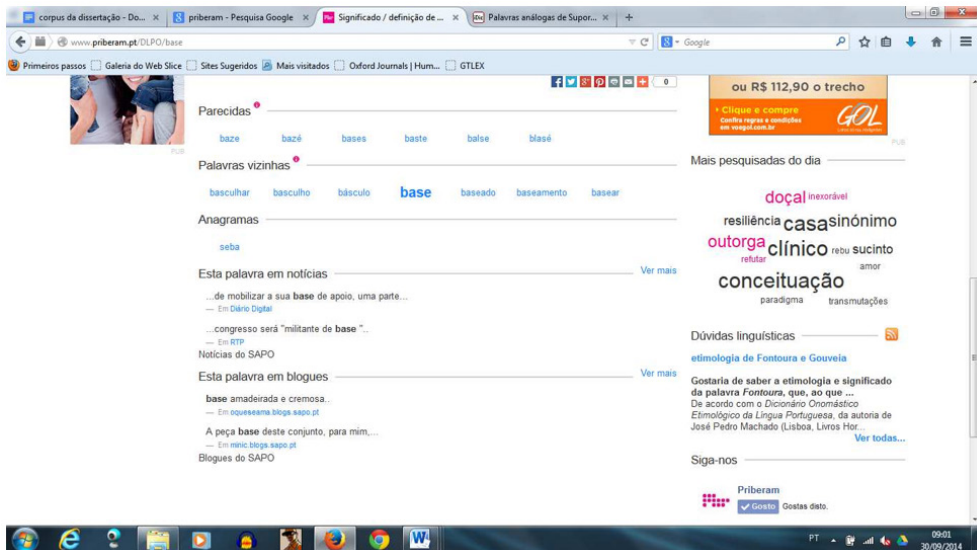 corpus da dissertação - Do... ×
priberam - Pesquisa Google ×
Significado / definição de ... ×
Palavras análogas de Supor... ×
+
www.priberam.pt/DLPO/base
Google
Primeiros passos Galeria do Web Slice Sites Sugeridos Mais visitados Oxford Journals | Hum... GTLEX
0
PUB
Parecidas
baze bazé bases baste balse blasé
Palavras vizinhas
basculhar basculho básculo base baseado baseamento basear
Anagramas
seba
Esta palavra em notícias Ver mais
...de mobilizar a sua base de apoio, uma parte...
— Em Diário Digital
...congresso será "militante de base "..
— Em RTP
Notícias do SAPO
Esta palavra em blogues Ver mais
base amadeirada e cremosa..
— Em oqueseama.blogs.sapo.pt
A peça base deste conjunto, para mim,...
— Em minic.blogs.sapo.pt
Blogues do SAPO
ou R$ 112,90 o trecho
Clique e compre
Confira regras e condições
em voegol.com.br
GOL
PUB
Mais pesquisadas do dia
doçal inexorável
resiliência casa sinónimo
outorga clínico rebu sucinto
refutar amor
conceituação
paradigma transmutações
Dúvidas linguísticas
etimologia de Fontoura e Gouveia
Gostaria de saber a etimologia e significado
da palavra Fontoura, que, ao que ...
De acordo com o Dicionário Onomástico
Etimológico da Língua Portuguesa, da autoria de
José Pedro Machado (Lisboa, Livros Hor...
Ver todas...
Siga-nos
Priberam
Gosto Gostas disto.
PT
09:01
30/09/2014